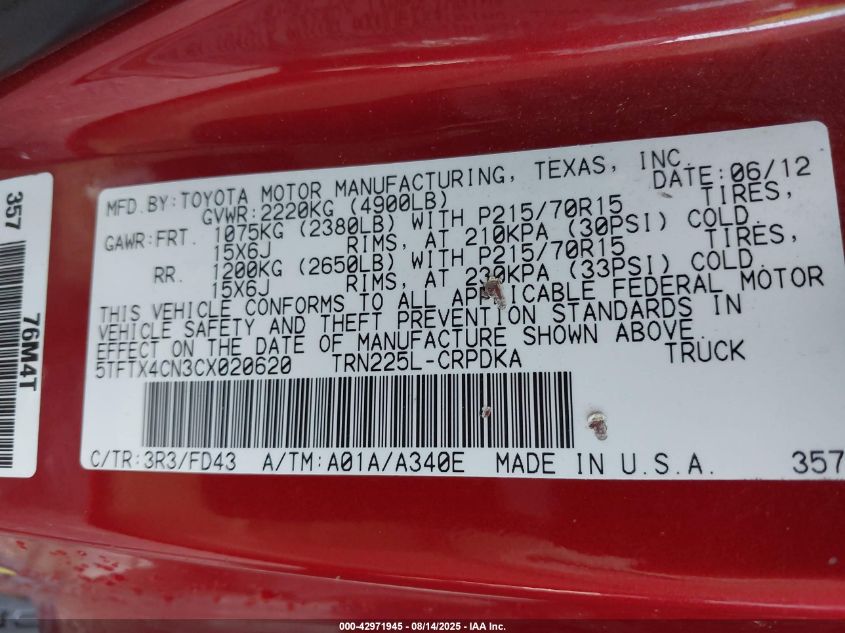 MFD.BY:TOYOTA MOTOR MANUFACTURING, TEXAS, INC. DATE:06/12
GVWR:2220KG (4900LB)
GAWR:FRT. 1075KG (2380LB) WITH P215/70R15 TIRES,
15X6J RIMS, AT 210KPA (30PSI) COLD.
RR. 1200KG (2650LB) WITH P215/70R15 TIRES,
15X6J RIMS, AT 230KPA (33PSI) COLD.
THIS VEHICLE CONFORMS TO ALL APPLICABLE FEDERAL MOTOR
VEHICLE SAFETY AND THEFT PREVENTION STANDARDS IN
EFFECT ON THE DATE OF MANUFACTURE SHOWN ABOVE.
5TFTX4CN3CX020620 TRN225L-CRPDKA TRUCK
C/TR:3R3/FD43 A/TM:A01A/A340E MADE IN U.S.A. 357
357
76M4T
000-42971945 - 08/14/2025 - IAA Inc.